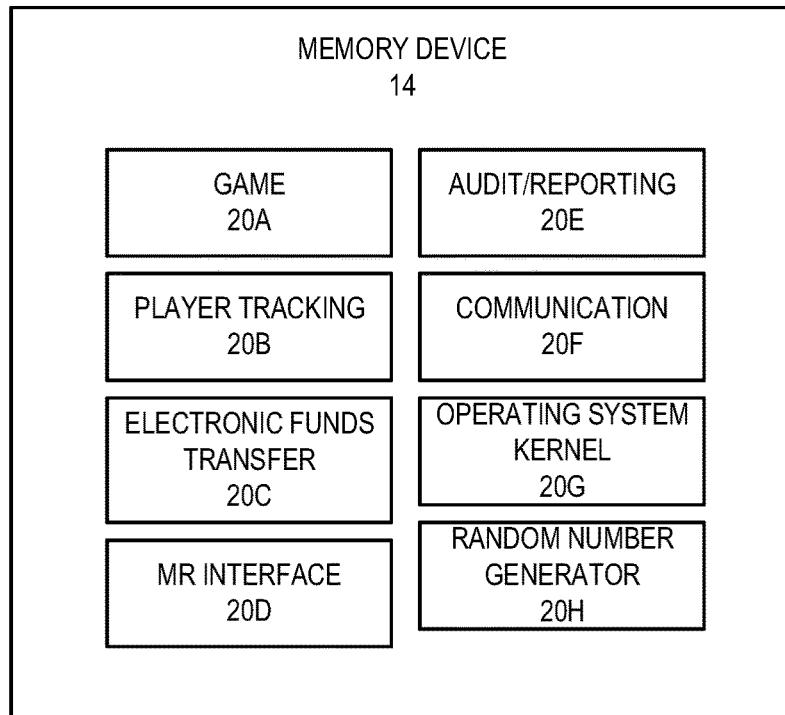 MEMORY DEVICE
14
GAME
20A
PLAYER TRACKING
20B
ELECTRONIC FUNDS
TRANSFER
20C
MR INTERFACE
20D
AUDIT/REPORTING
20E
COMMUNICATION
20F
OPERATING SYSTEM
KERNEL
20G
RANDOM NUMBER
GENERATOR
20H